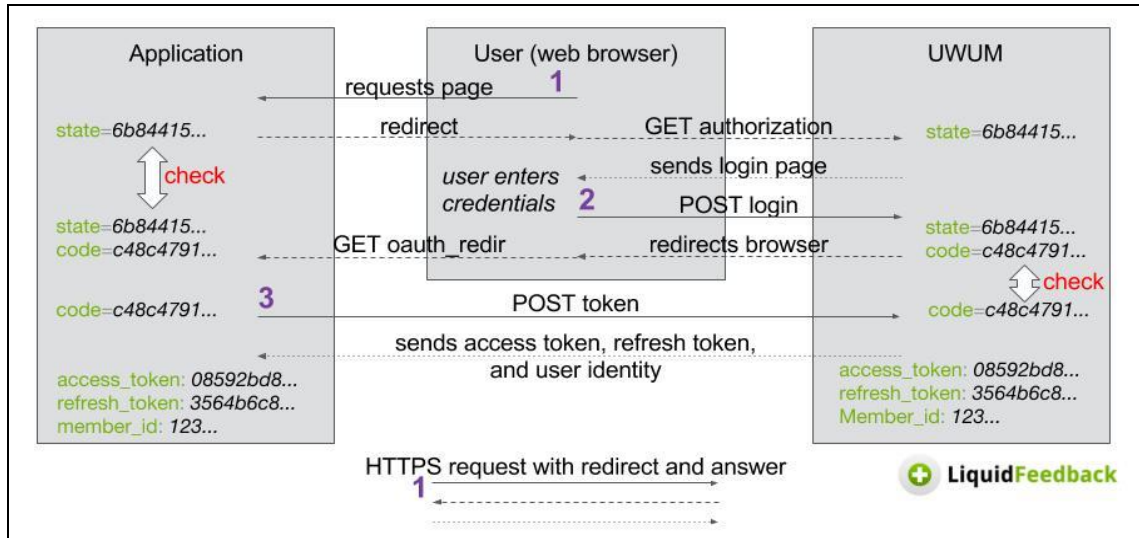 Application
User (web browser)
UWUM
1
requests page
state=6b84415...
redirect
GET authorization
state=6b84415...
check
sends login page
user enters
credentials
2
POST login
state=6b84415...
code=c48c4791...
GET oauth_redir
redirects browser
state=6b84415...
code=c48c4791...
check
code=c48c4791...
3
POST token
code=c48c4791...
sends access token, refresh token,
and user identity
access_token: 08592bd8...
refresh_token: 3564b6c8...
member_id: 123...
access_token: 08592bd8...
refresh_token: 3564b6c8...
Member_id: 123...
HTTPS request with redirect and answer
1
LiquidFeedback